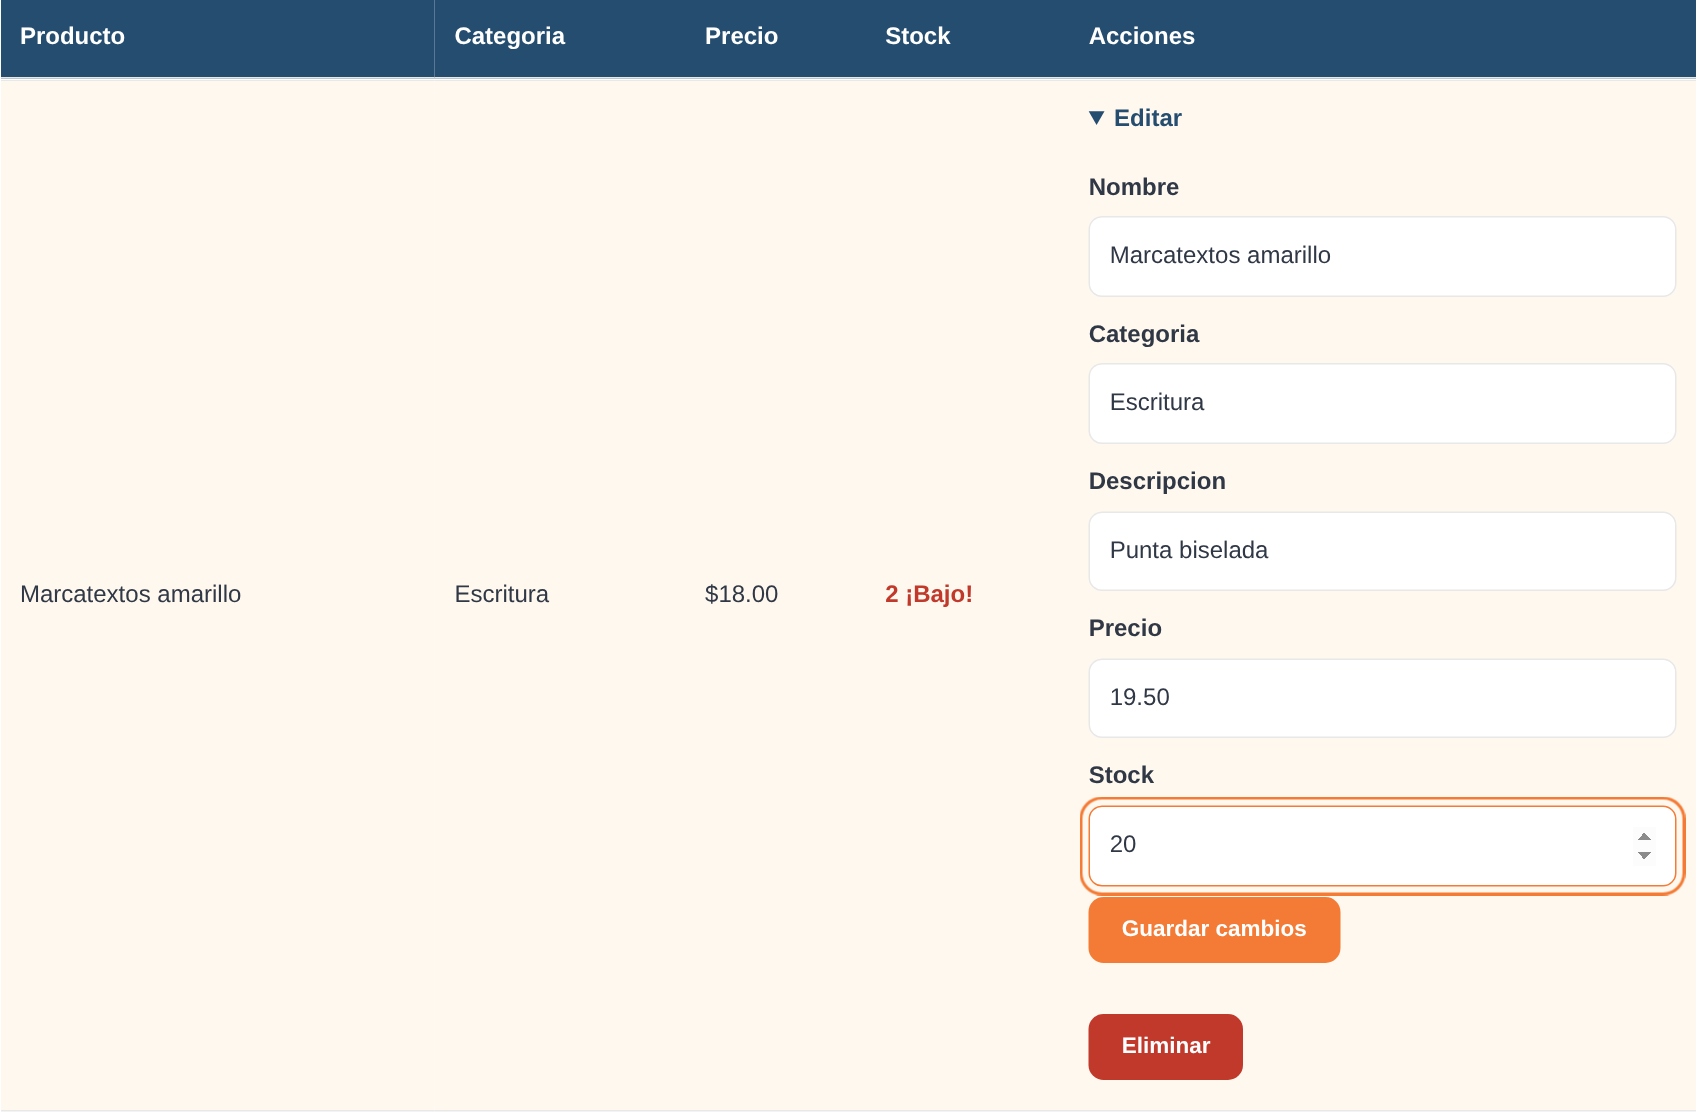 Producto Categoria Precio Stock Acciones
▼ Editar
Nombre
Marcatextos amarillo
Categoria
Escritura
Descripcion
Punta biselada
Marcatextos amarillo Escritura $18.00 2 ¡Bajo!
Precio
19.50
Stock
20
Guardar cambios
Eliminar